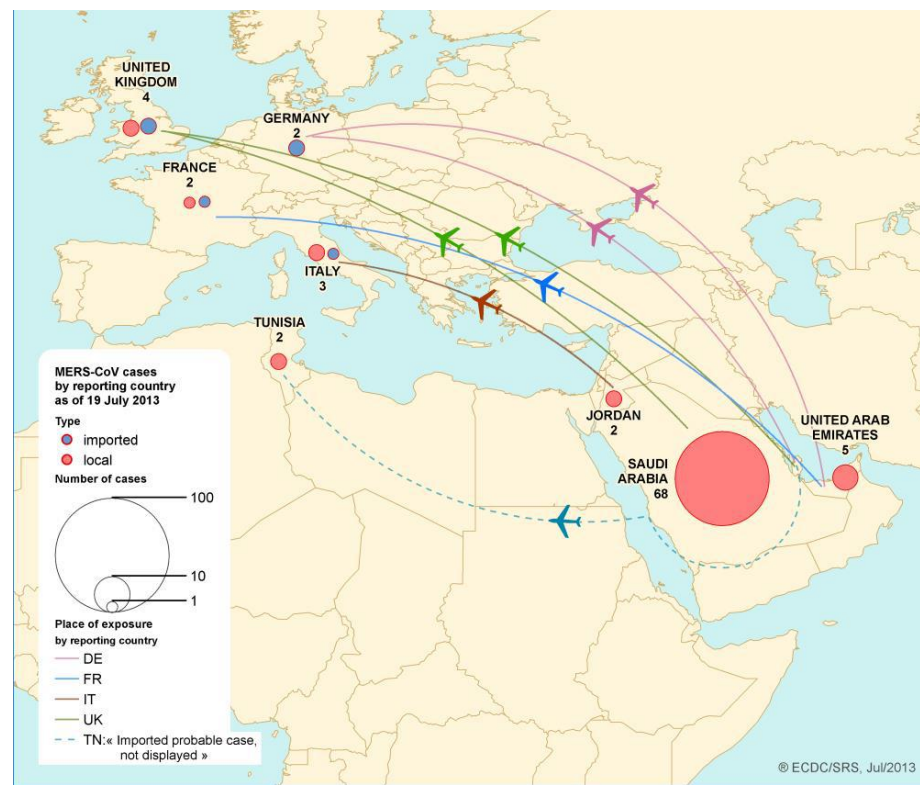 UNITED
KINGDOM
4
GERMANY
2
FRANCE
2
ITALY
3
TUNISIA
2
JORDAN
2
UNITED ARAB
EMIRATES
5
SAUDI
ARABIA
68
MERS-CoV cases
by reporting country
as of 19 July 2013
Type
imported
local
Number of cases
100
10
1
Place of exposure
by reporting country
DE
FR
IT
UK
TN:« Imported probable case,
not displayed »
® ECDC/SRS, Jul/2013